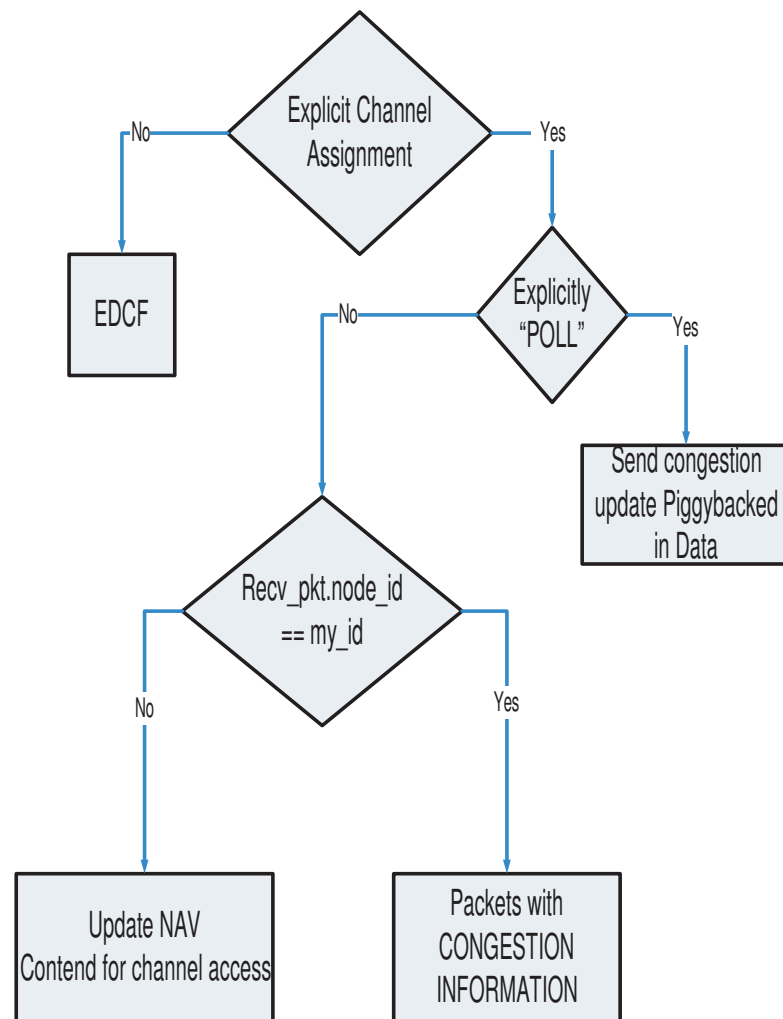 Explicit Channel
Assignment
No
Yes
EDCF
Explicitly
“POLL”
No
Yes
Send congestion
update Piggybacked
in Data
Recv_pkt.node_id
== my_id
No
Yes
Update NAV
Contend for channel access
Packets with
CONGESTION
INFORMATION